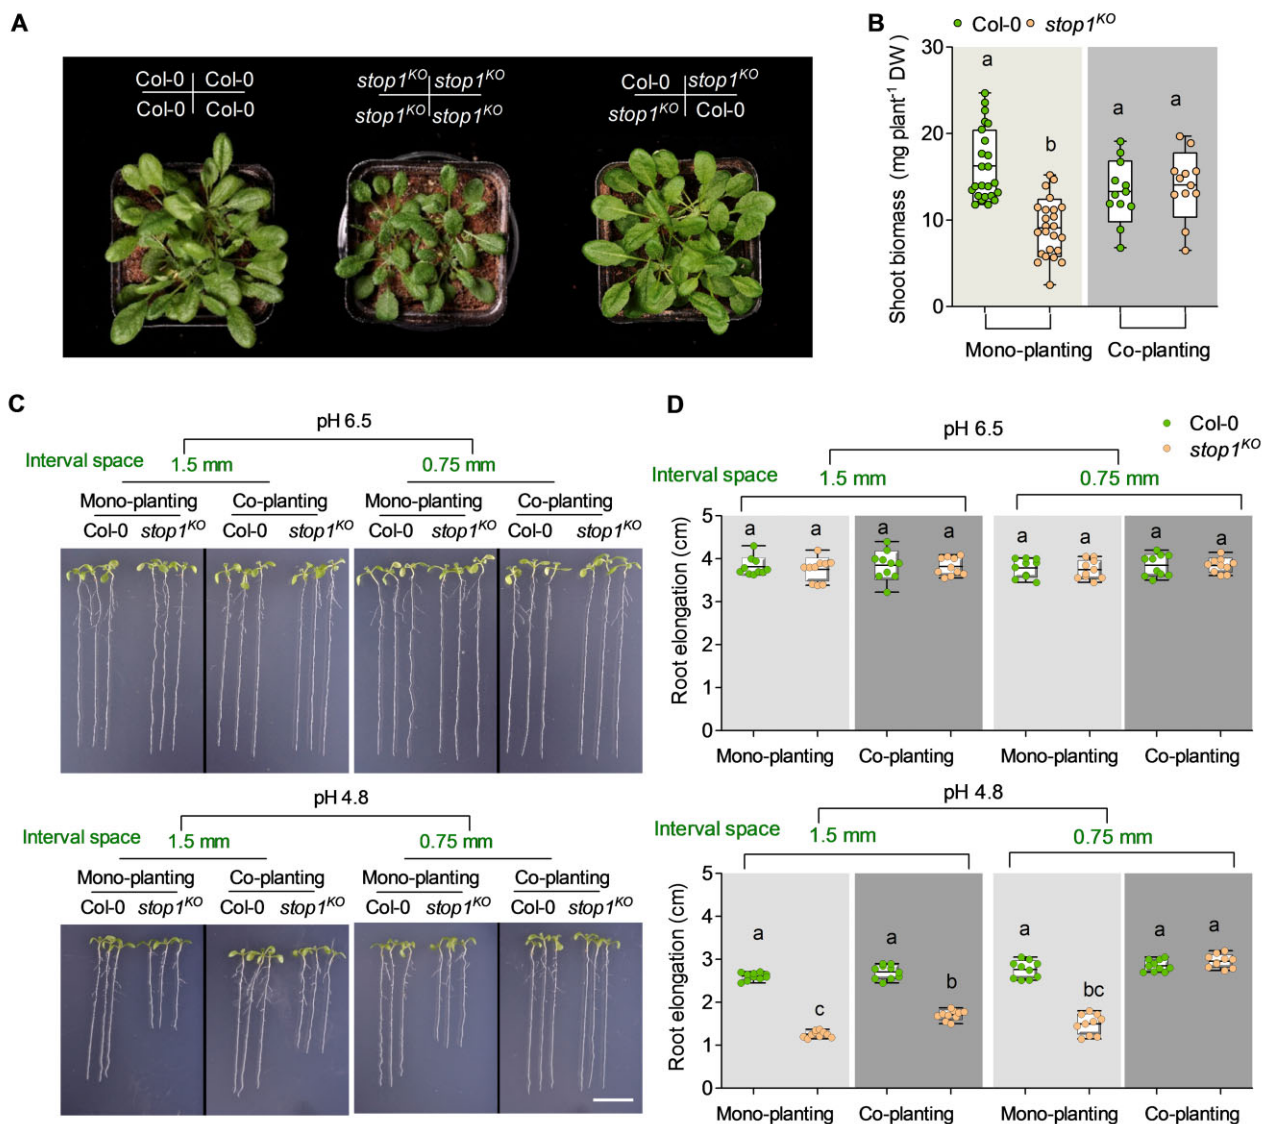 A
Col-0 Col-0
Col-0 Col-0
stop1KO stop1KO
stop1KO stop1KO
Col-0 stop1KO
stop1KO Col-0
B
Col-0 stop1KO
Shoot biomass (mg plant-1 DW)
30
20
10
0
a
b
a
a
Mono-planting Co-planting
C
pH 6.5
Interval space 1.5 mm 0.75 mm
Mono-planting Co-planting Mono-planting Co-planting
Col-0 stop1KO Col-0 stop1KO Col-0 stop1KO Col-0 stop1KO
pH 4.8
Interval space 1.5 mm 0.75 mm
Mono-planting Co-planting Mono-planting Co-planting
Col-0 stop1KO Col-0 stop1KO Col-0 stop1KO Col-0 stop1KO
D
Col-0
stop1KO
pH 6.5
Interval space 1.5 mm 0.75 mm
Root elongation (cm)
5
4
3
2
1
0
a a a a a a a a
Mono-planting Co-planting Mono-planting Co-planting
pH 4.8
Interval space 1.5 mm 0.75 mm
Root elongation (cm)
5
4
3
2
1
0
a c a b a bc a a
Mono-planting Co-planting Mono-planting Co-planting